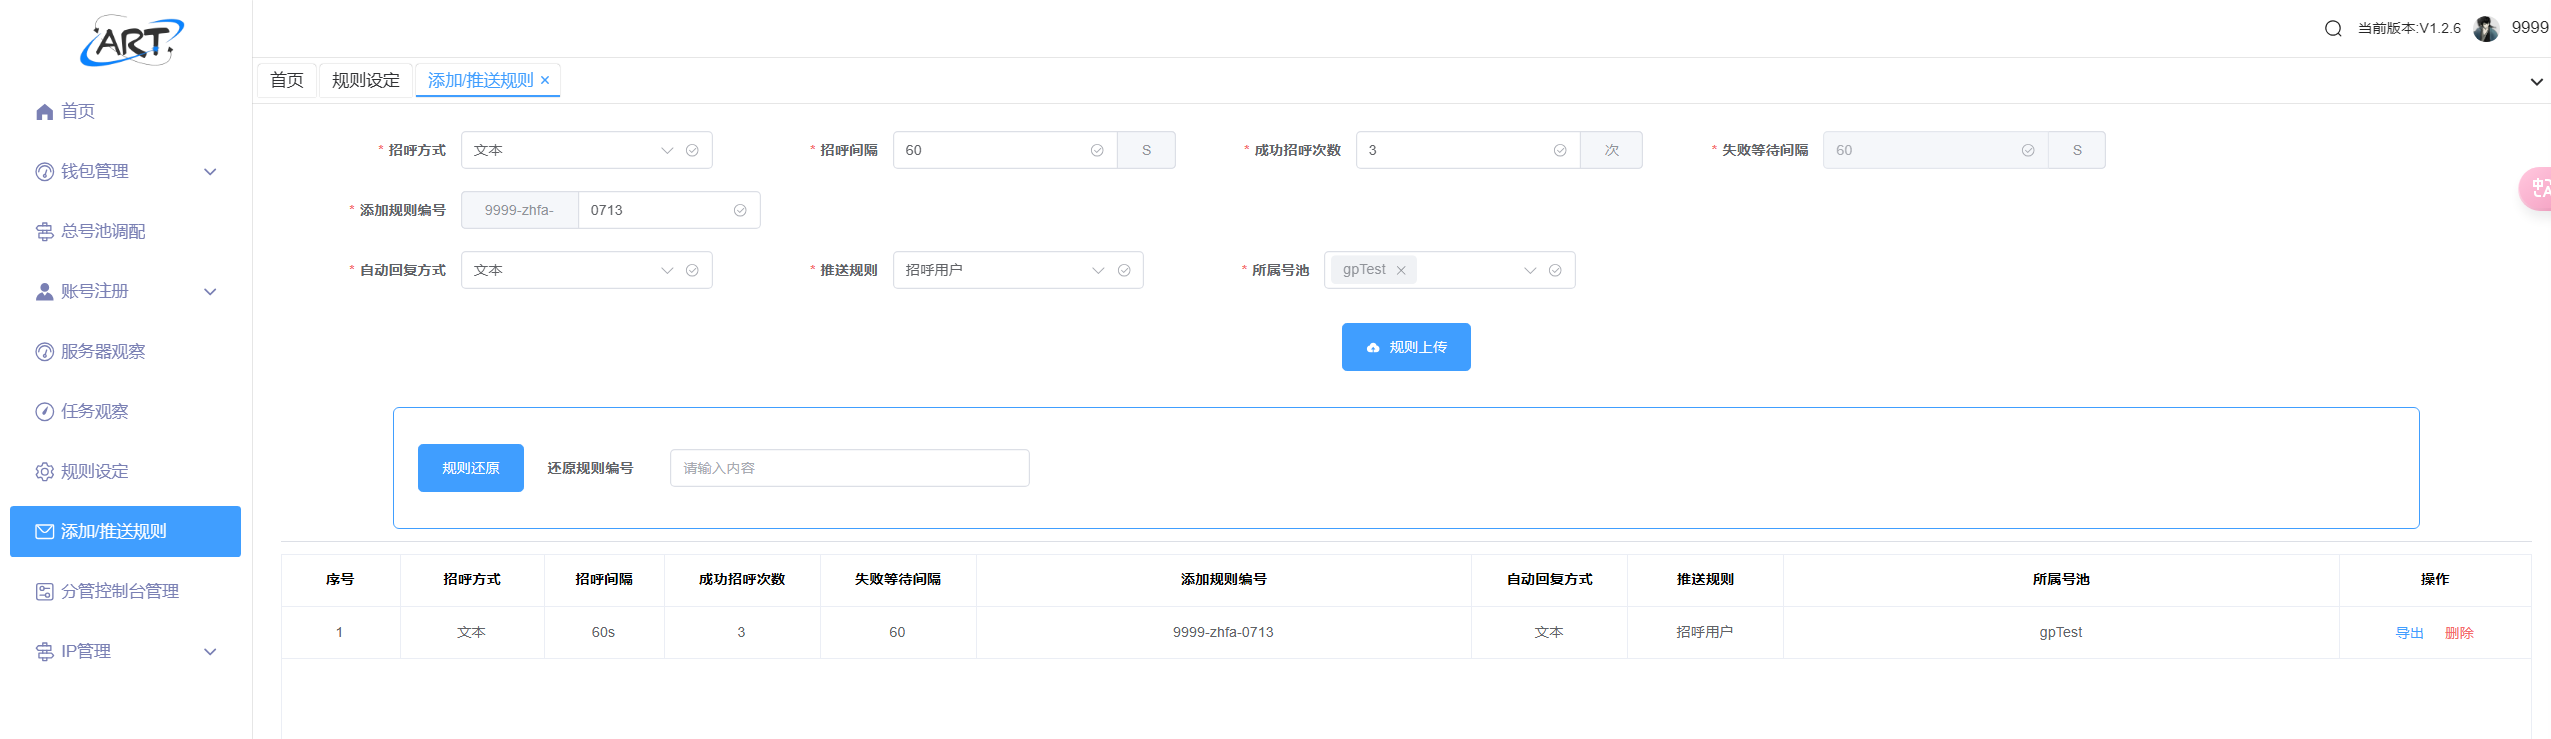 ART
当前版本:V1.2.6 9999
首页 规则设定 添加/推送规则
首页
钱包管理
总号池调配
账号注册
服务器观察
任务观察
规则设定
添加/推送规则
分管控制台管理
IP管理
* 招呼方式 文本 * 招呼间隔 60 S * 成功招呼次数 3 次 * 失败等待间隔 60 S
* 添加规则编号 9999-zhfa- 0713
* 自动回复方式 文本 * 推送规则 招呼用户 * 所属号池 gpTest
规则上传
规则还原 还原规则编号 请输入内容
序号 招呼方式 招呼间隔 成功招呼次数 失败等待间隔 添加规则编号 自动回复方式 推送规则 所属号池 操作
1 文本 60s 3 60 9999-zhfa-0713 文本 招呼用户 gpTest 导出 删除
中 A